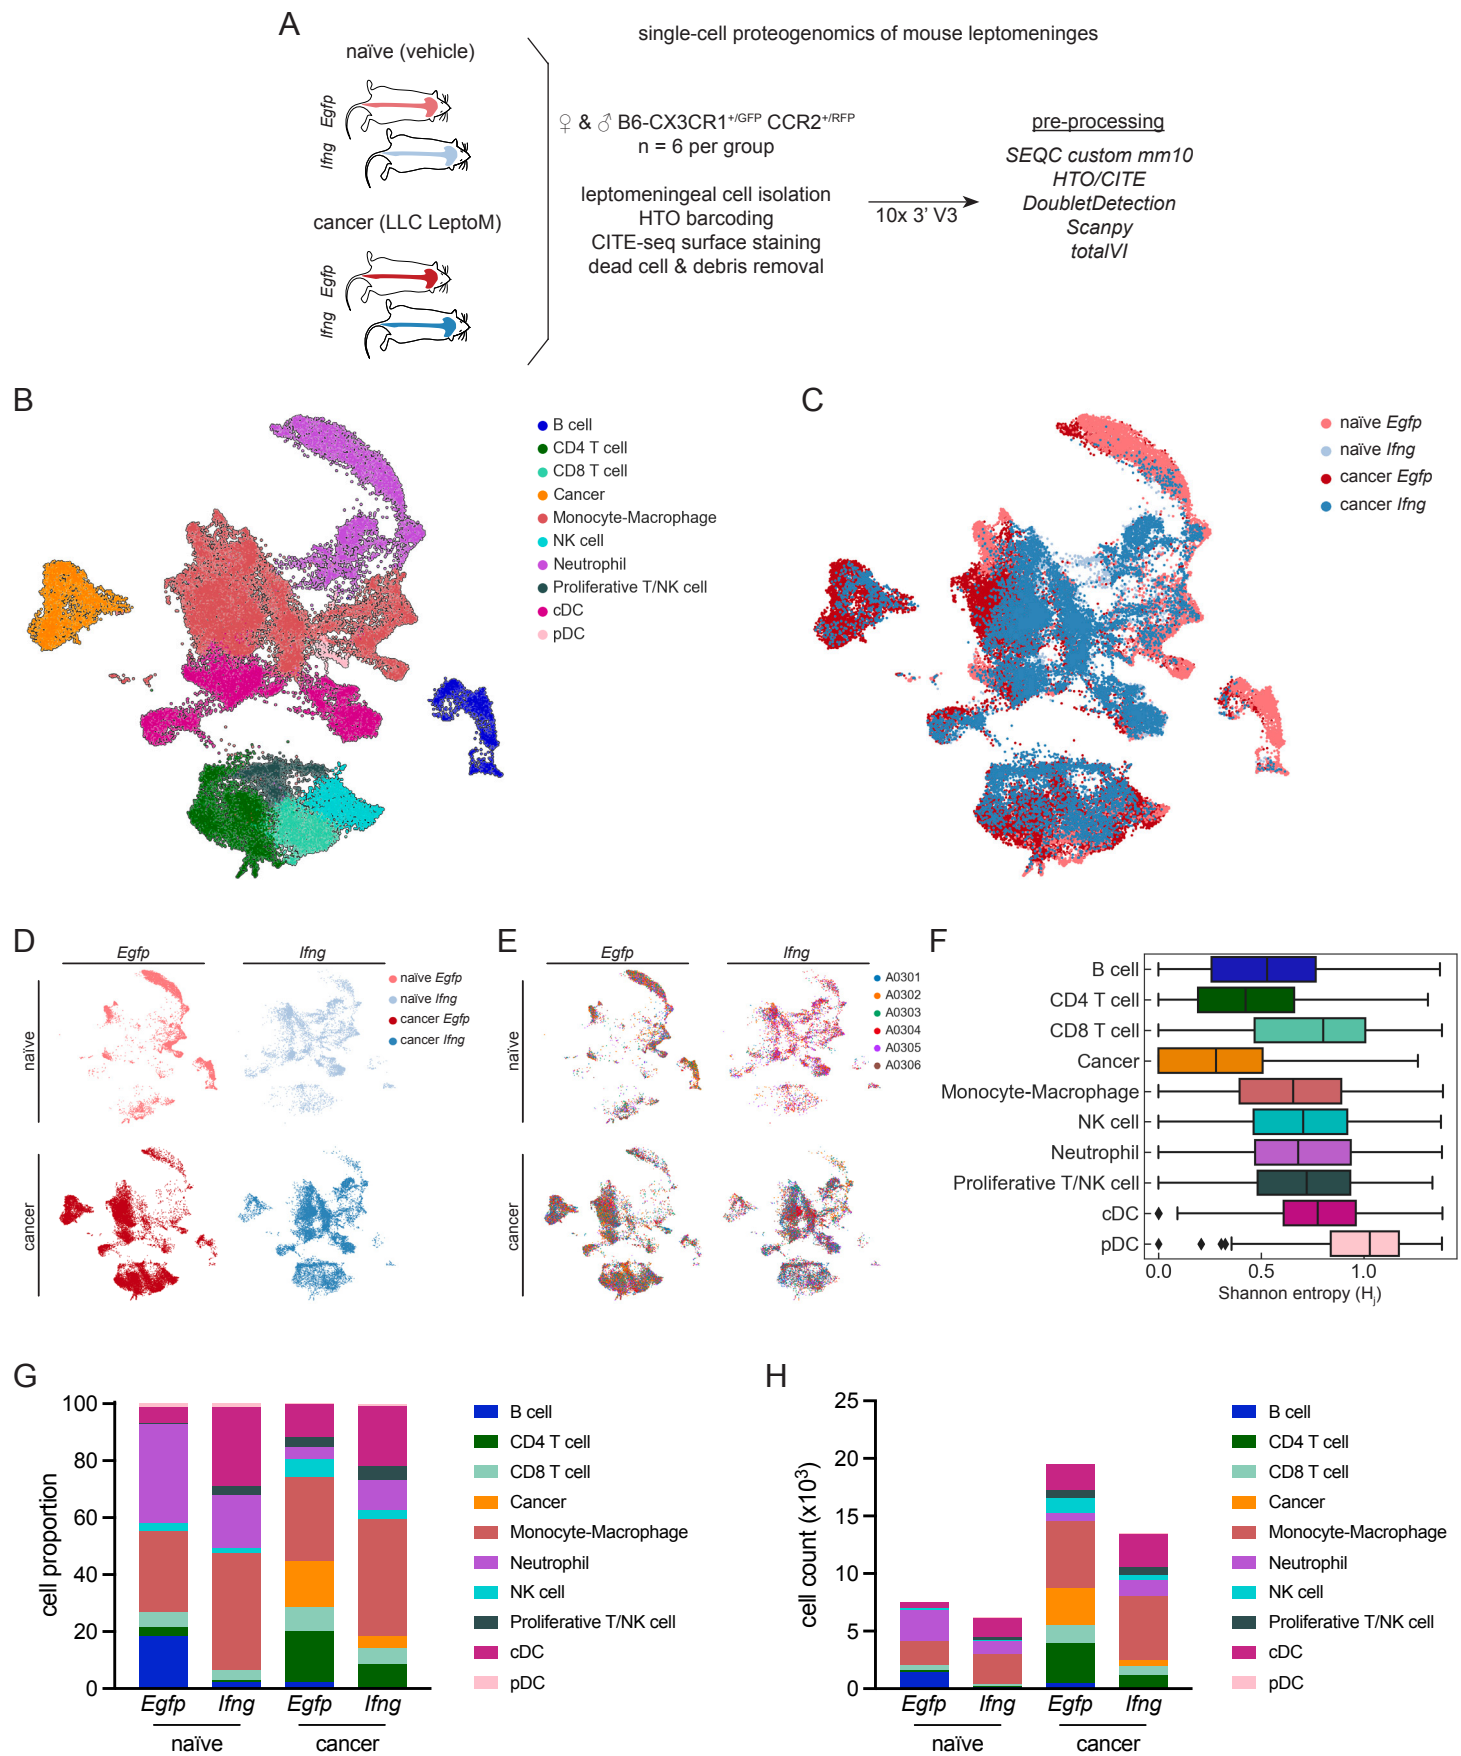 A
single-cell proteogenomics of mouse leptomeninges
naïve (vehicle)
Egfp
Ifng
cancer (LLC LeptoM)
Egfp
Ifng
♀ & ♂ B6-CX3CR1+/GFP CCR2+/RFP
n = 6 per group
leptomeningeal cell isolation
HTO barcoding
CITE-seq surface staining
dead cell & debris removal
10x 3' V3
pre-processing
SEQC custom mm10
HTO/CITE
DoubletDetection
Scanpy
totalVI
B
B cell
CD4 T cell
CD8 T cell
Cancer
Monocyte-Macrophage
NK cell
Neutrophil
Proliferative T/NK cell
cDC
pDC
C
naïve Egfp
naïve Ifng
cancer Egfp
cancer Ifng
D
Egfp
Ifng
naïve
cancer
naïve Egfp
naïve Ifng
cancer Egfp
cancer Ifng
E
Egfp
Ifng
naïve
cancer
A0301
A0302
A0303
A0304
A0305
A0306
F
B cell
CD4 T cell
CD8 T cell
Cancer
Monocyte-Macrophage
NK cell
Neutrophil
Proliferative T/NK cell
cDC
pDC
0.0 0.5 1.0
Shannon entropy (Hj)
G
cell proportion
100
80
60
40
20
0
Egfp Ifng Egfp Ifng
naïve cancer
B cell
CD4 T cell
CD8 T cell
Cancer
Monocyte-Macrophage
Neutrophil
NK cell
Proliferative T/NK cell
cDC
pDC
H
cell count (x103)
25
20
15
10
5
0
Egfp Ifng Egfp Ifng
naïve cancer
B cell
CD4 T cell
CD8 T cell
Cancer
Monocyte-Macrophage
Neutrophil
NK cell
Proliferative T/NK cell
cDC
pDC